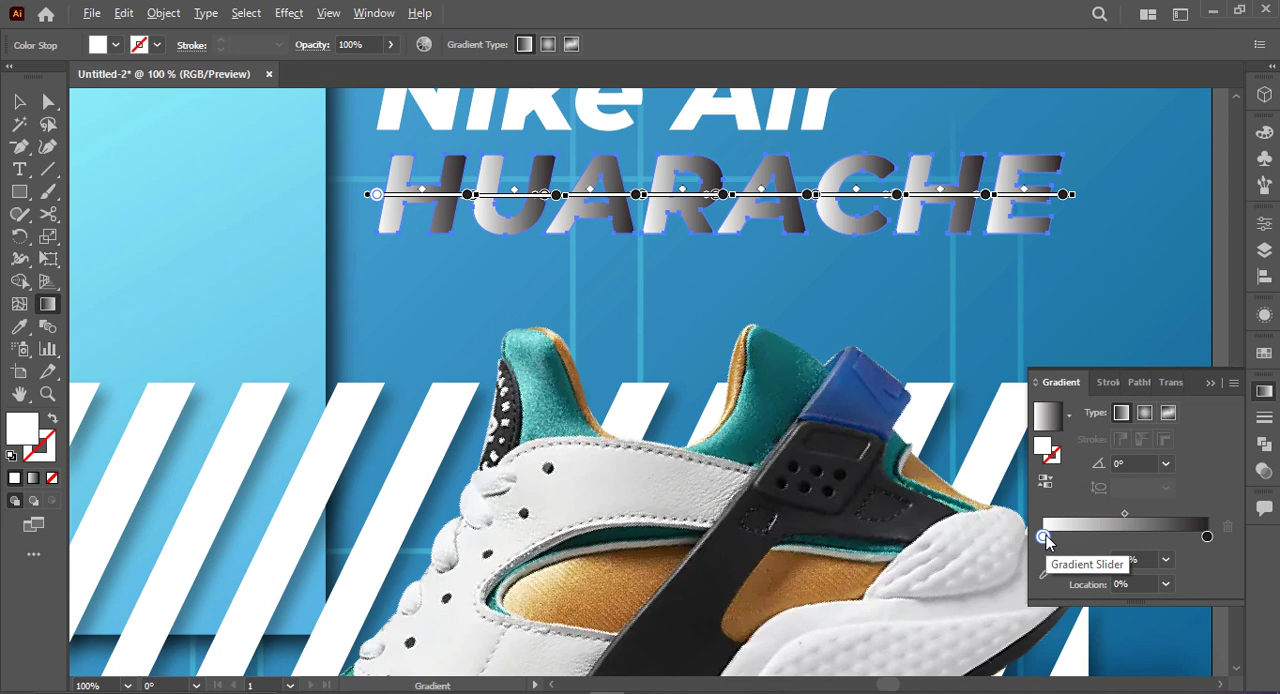 Ai File Edit Object Type Select Effect View Window Help
Color Stop Stroke: Opacity: 100% Gradient Type:
Untitled-2* @ 100 % (RGB/Preview)
Nike Air
HUARACHE
Gradient Strok Pathf Trans
Type:
Stroke:
0°
Gradient Slider
%
Location: 0%
100% 0° 1 Gradient